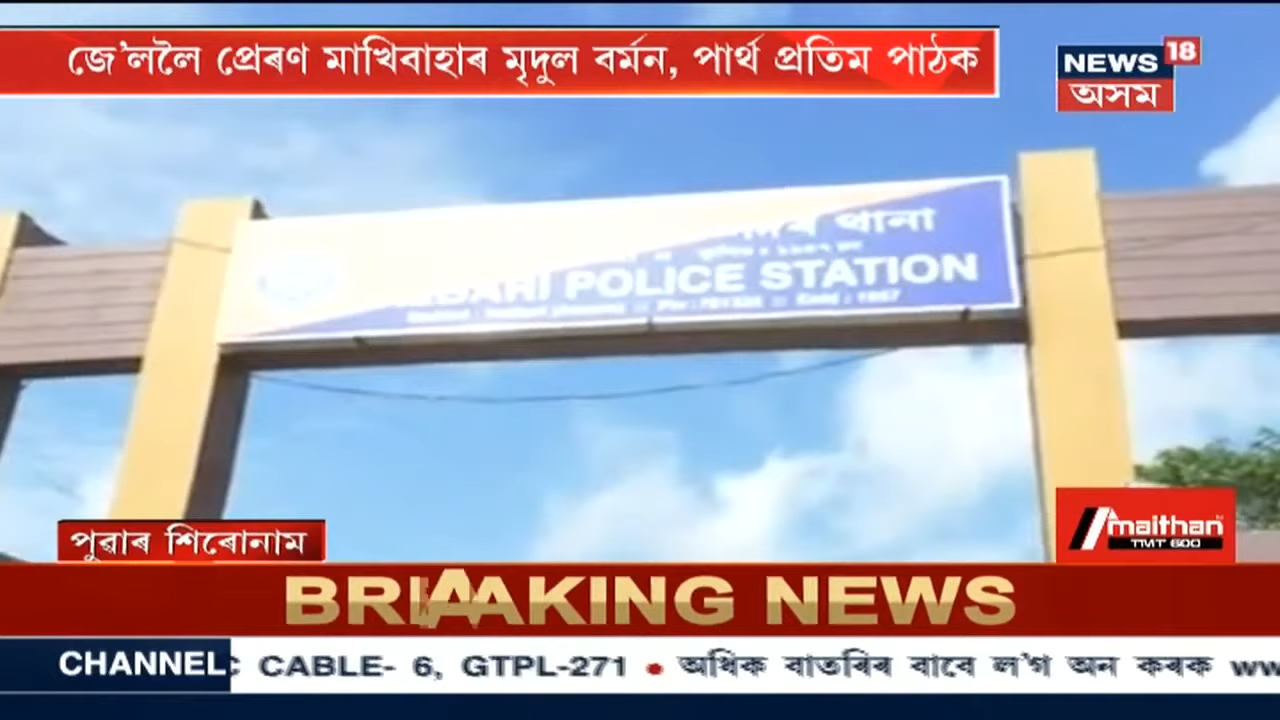 জে'ললৈ প্ৰেৰণ মাখিবাহাৰ মৃদুল বৰ্মন, পাৰ্থ প্ৰতিম পাঠক
NEWS 18
অসম
থানা
POLICE STATION
পুৱাৰ শিৰোনাম
maithan
TMT 600
BREAKING NEWS
CHANNEL CABLE- 6, GTPL-271 • অধিক বাতৰিৰ বাবে ল'গ অন কৰক